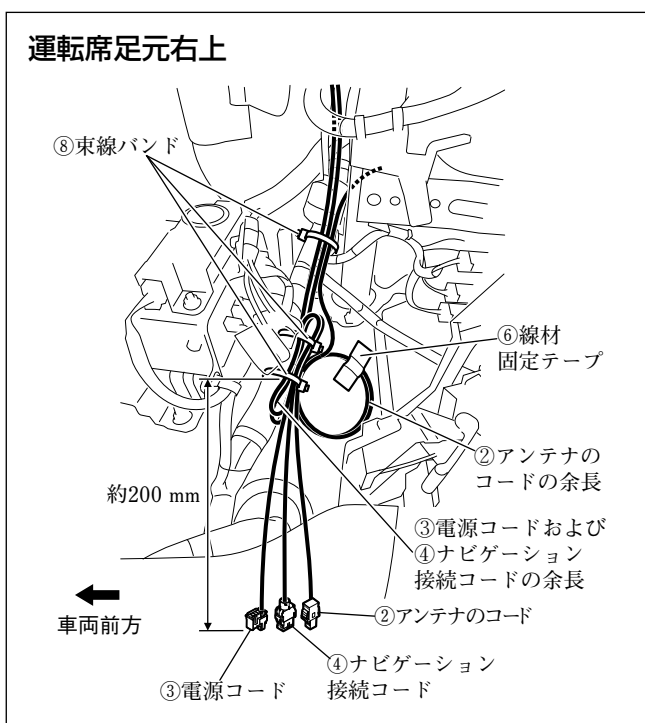 運転席足元右上
⑧束線バンド
⑥線材
固定テープ
②アンテナの
コードの余長
約200 mm
③電源コードおよび
④ナビゲーション
接続コードの余長
車両前方
②アンテナのコード
④ナビゲーション
接続コード
③電源コード